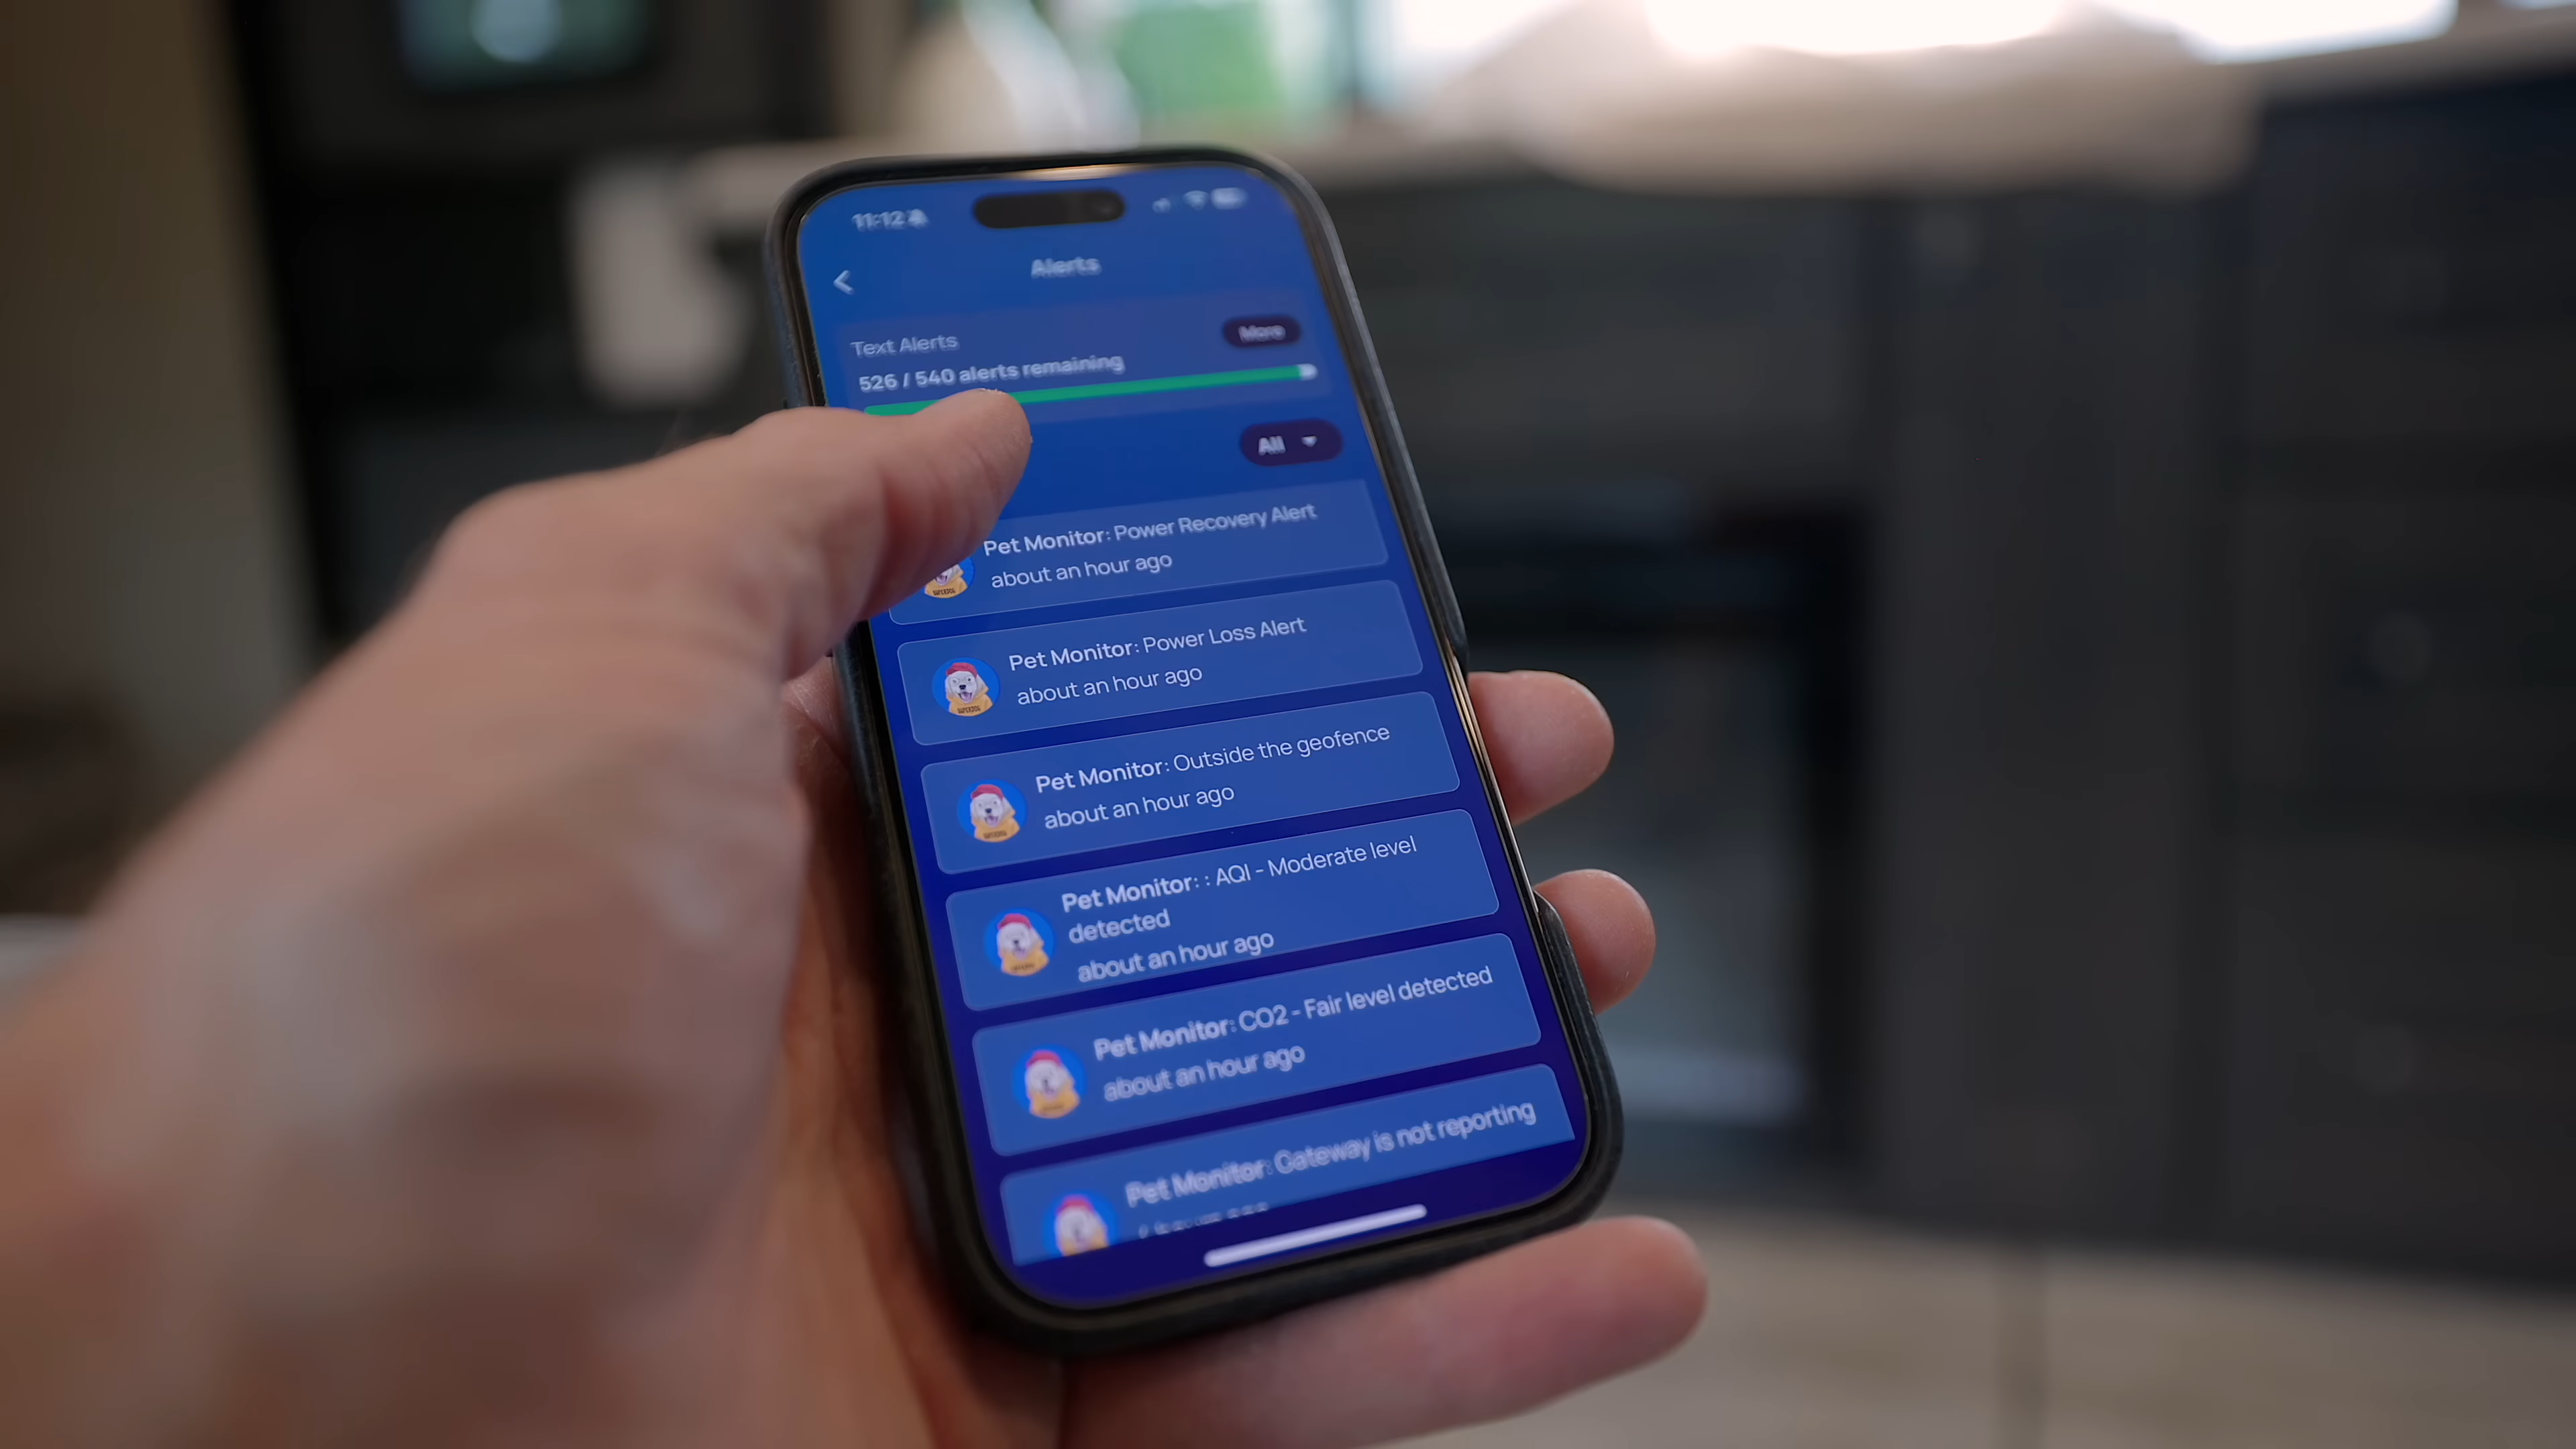 11:12
Alerts
Text Alerts
More
526 / 540 alerts remaining
All
Pet Monitor: Power Recovery Alert
about an hour ago
SUPERDOG
Pet Monitor: Power Loss Alert
about an hour ago
SUPERDOG
Pet Monitor: Outside the geofence
about an hour ago
SUPERDOG
Pet Monitor: : AQI - Moderate level
detected
about an hour ago
Pet Monitor: CO2 - Fair level detected
about an hour ago
Pet Monitor: Gateway is not reporting